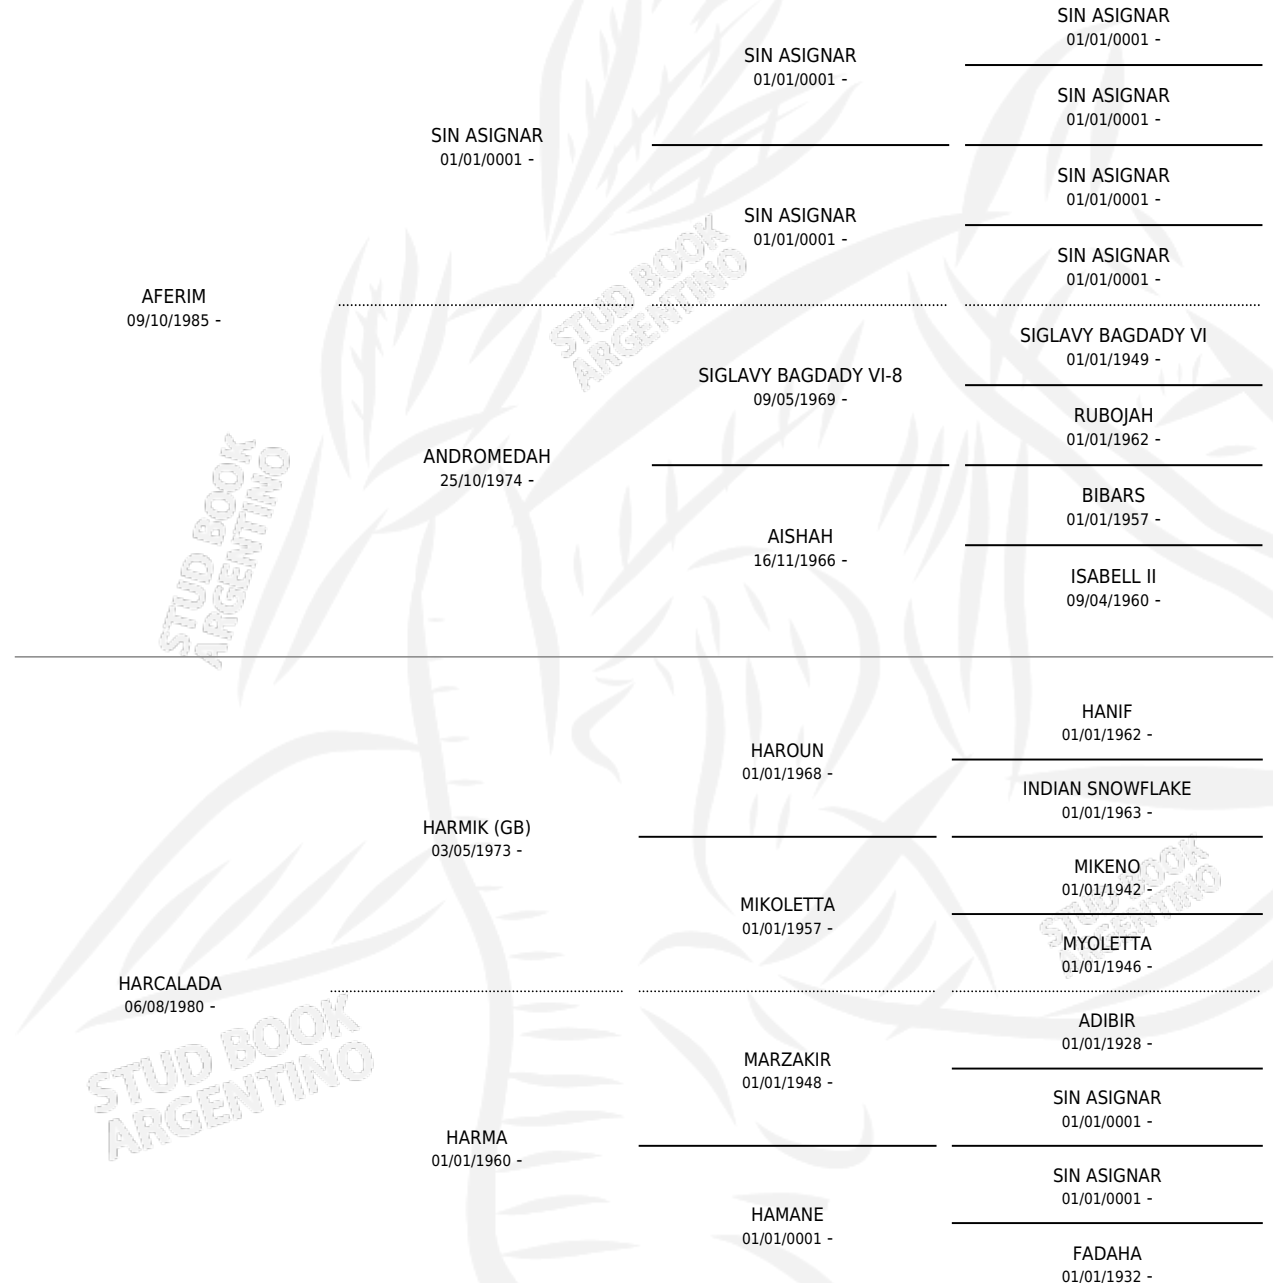 SIN ASIGNAR
01/01/0001 -
SIN ASIGNAR
01/01/0001 -
SIN ASIGNAR
01/01/0001 -
SIN ASIGNAR
01/01/0001 -
SIN ASIGNAR
01/01/0001 -
SIN ASIGNAR
01/01/0001 -
SIN ASIGNAR
01/01/0001 -
STUD BOOK
ARGENTINO
AFERIM
09/10/1985 -
SIGLAVY BAGDADY VI
01/01/1949 -
SIGLAVY BAGDADY VI-8
09/05/1969 -
RUBOJAH
01/01/1962 -
ANDROMEDAH
25/10/1974 -
BIBARS
01/01/1957 -
AISHAH
16/11/1966 -
ISABELL II
09/04/1960 -
STUD BOOK
ARGENTINO
HANIF
01/01/1962 -
HAROUN
01/01/1968 -
INDIAN SNOWFLAKE
01/01/1963 -
HARMIK (GB)
03/05/1973 -
MIKENO
01/01/1942 -
MIKOLETTA
01/01/1957 -
MYOLETTA
01/01/1946 -
STUD BOOK
ARGENTINO
HARCALADA
06/08/1980 -
ADIBIR
01/01/1928 -
MARZAKIR
01/01/1948 -
SIN ASIGNAR
01/01/0001 -
STUD BOOK
ARGENTINO
HARMA
01/01/1960 -
SIN ASIGNAR
01/01/0001 -
HAMANE
01/01/0001 -
FADAHA
01/01/1932 -